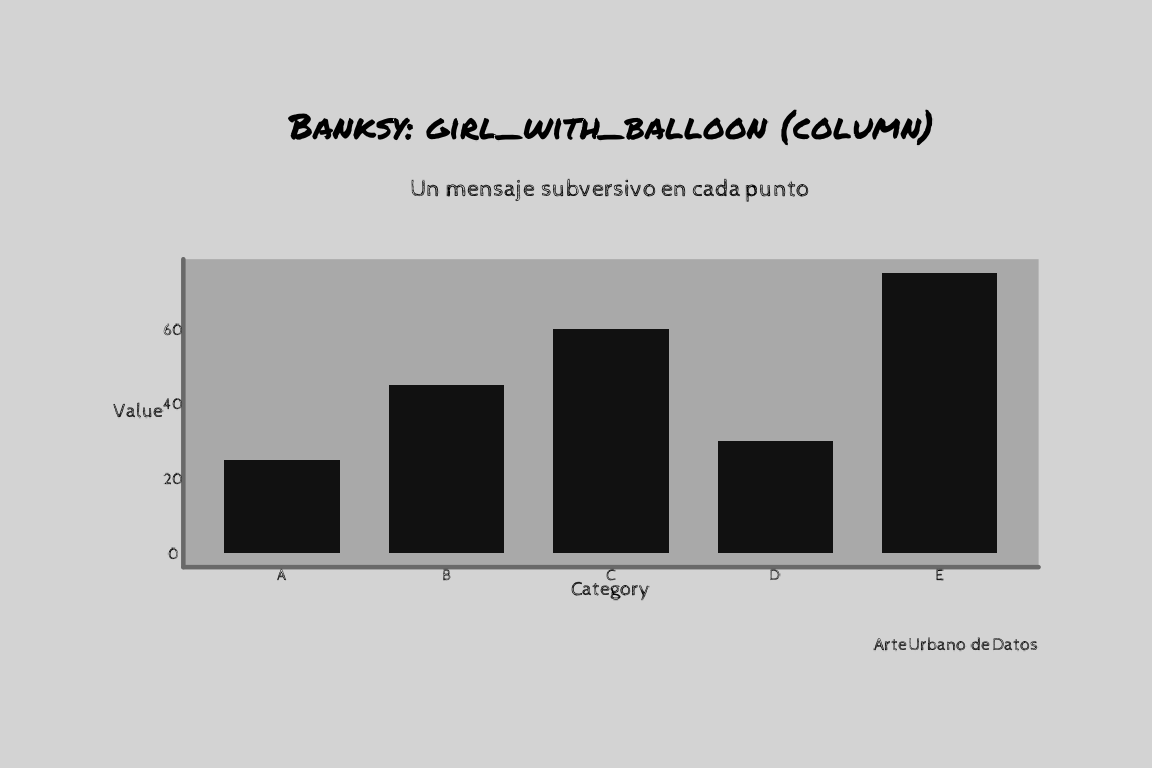 Banksy: girl_with_balloon (column)
Un mensaje subversivo en cada punto
60
40
20
0
Value
A B C D E
Category
Arte Urbano de Datos